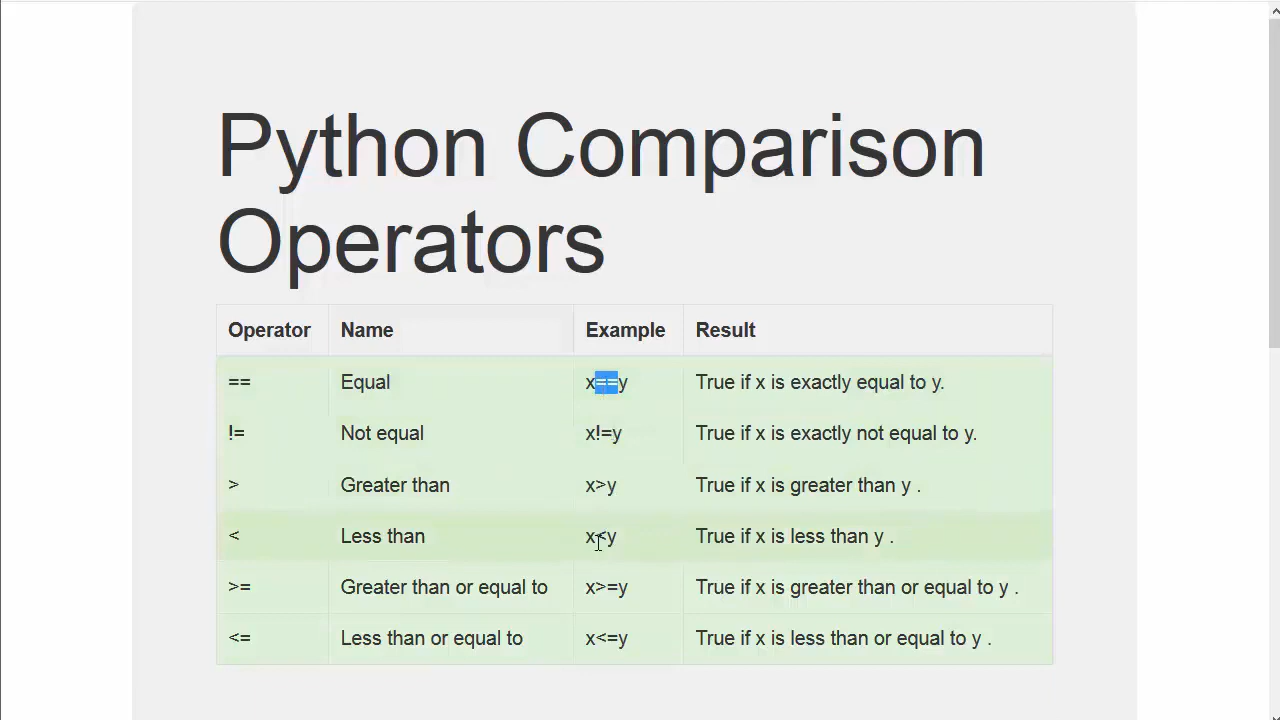 Python Comparison
Operators
Operator Name Example Result
== Equal x==y True if x is exactly equal to y.
!= Not equal x!=y True if x is exactly not equal to y.
> Greater than x>y True if x is greater than y .
< Less than x<y True if x is less than y .
>= Greater than or equal to x>=y True if x is greater than or equal to y .
<= Less than or equal to x<=y True if x is less than or equal to y .